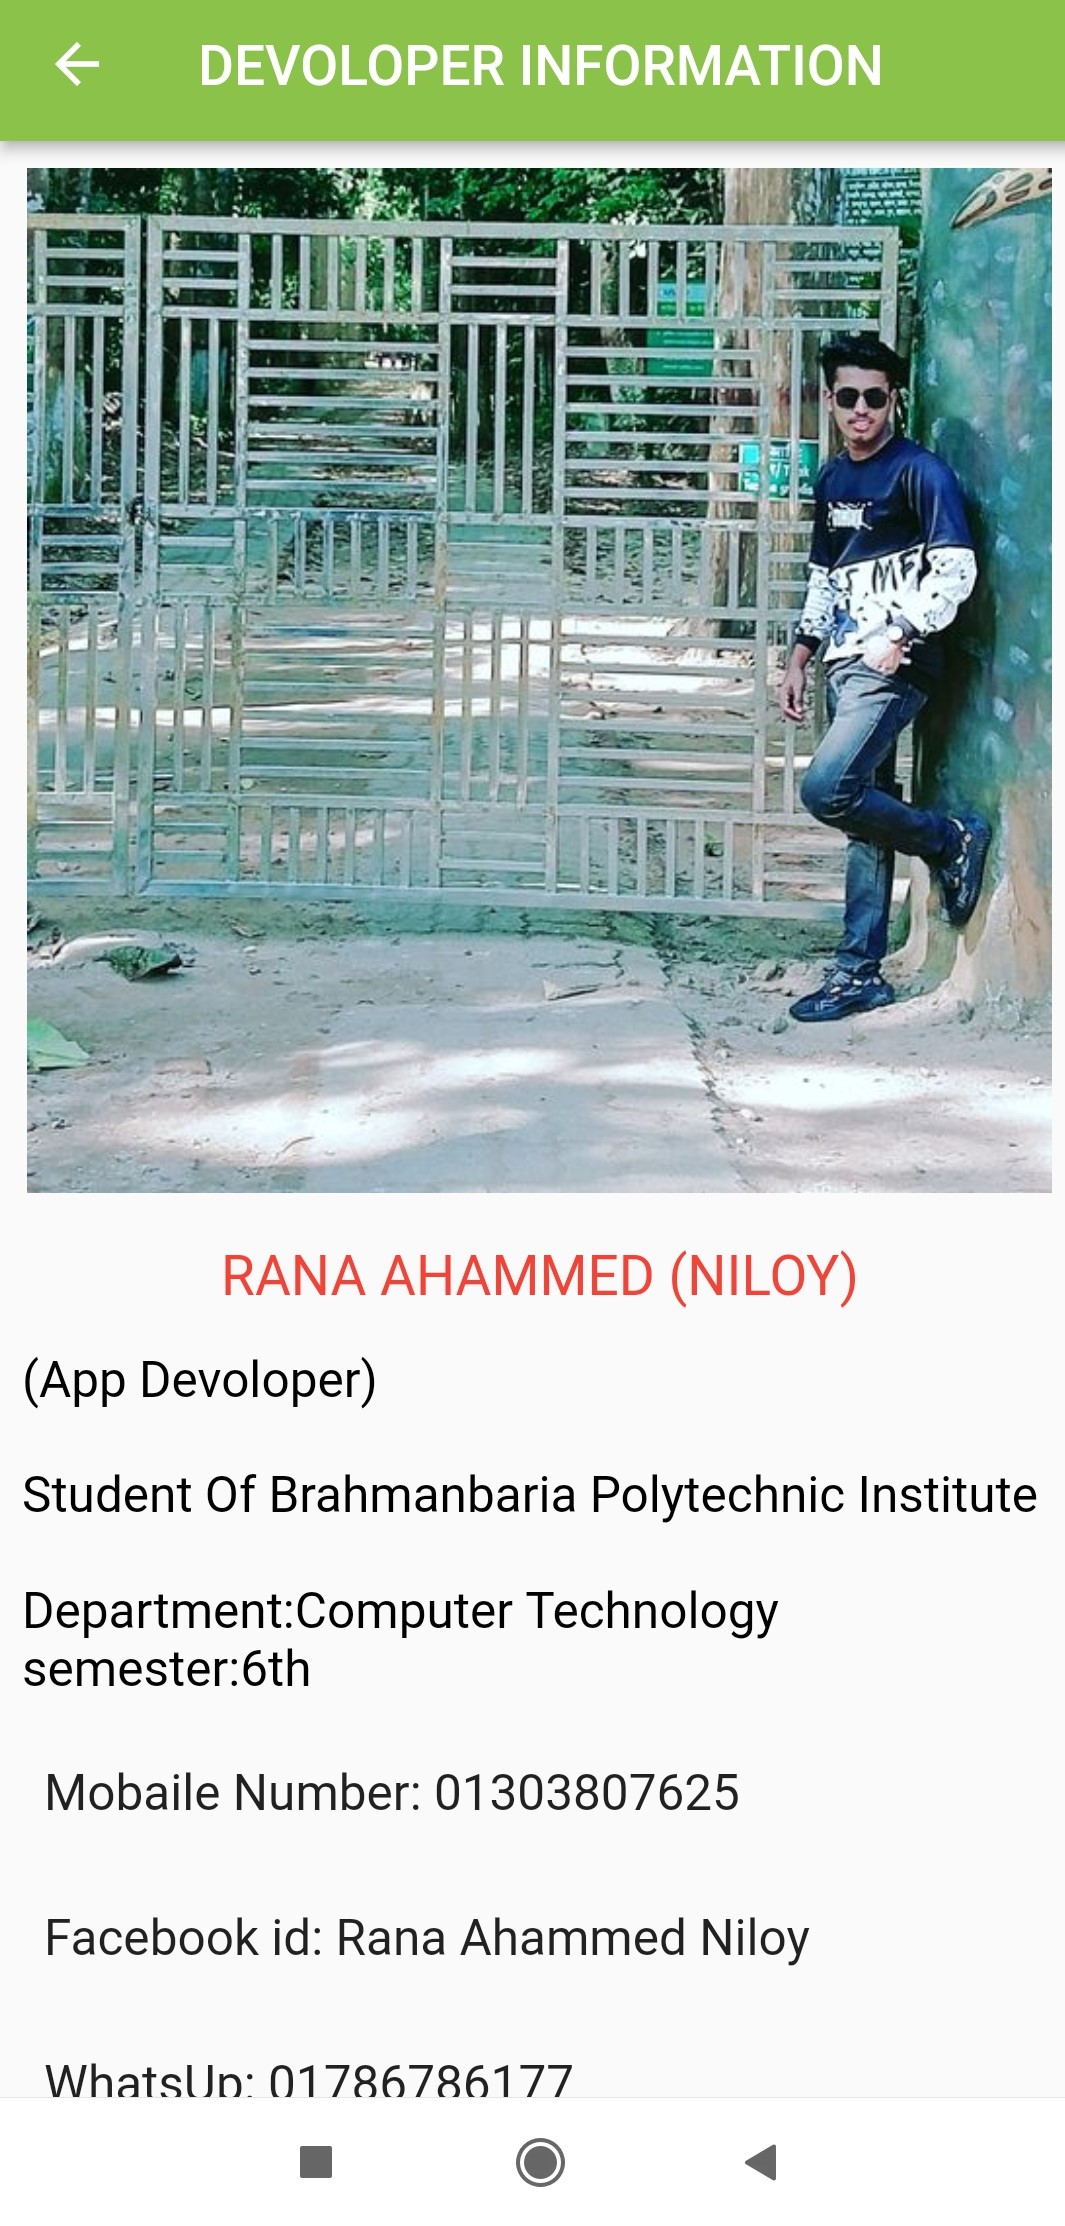 DEVOLOPER INFORMATION
ME
RANA AHAMMED (NILOY)
(App Devoloper)
Student Of Brahmanbaria Polytechnic Institute
Department:Computer Technology
semester:6th
Mobaile Number: 01303807625
Facebook id: Rana Ahammed Niloy
WhatsUp: 01786786177